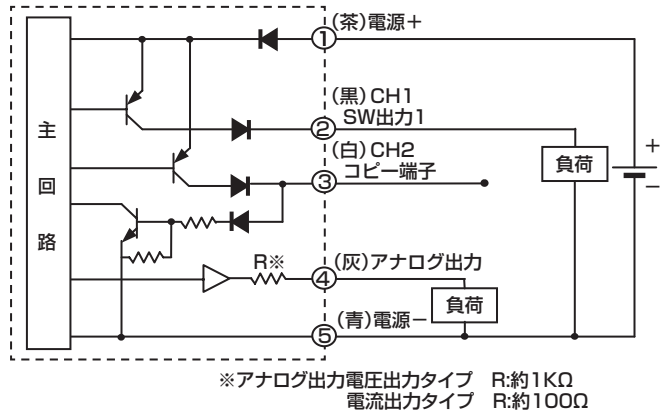 主回路
①
(茶)電源+
②
(黒)CH1
SW出力1
③
(白)CH2
コピー端子
④
(灰)アナログ出力
R※
⑤
(青)電源−
負荷
負荷
+
−
※アナログ出力電圧出力タイプ R:約1KΩ
電流出力タイプ R:約100Ω